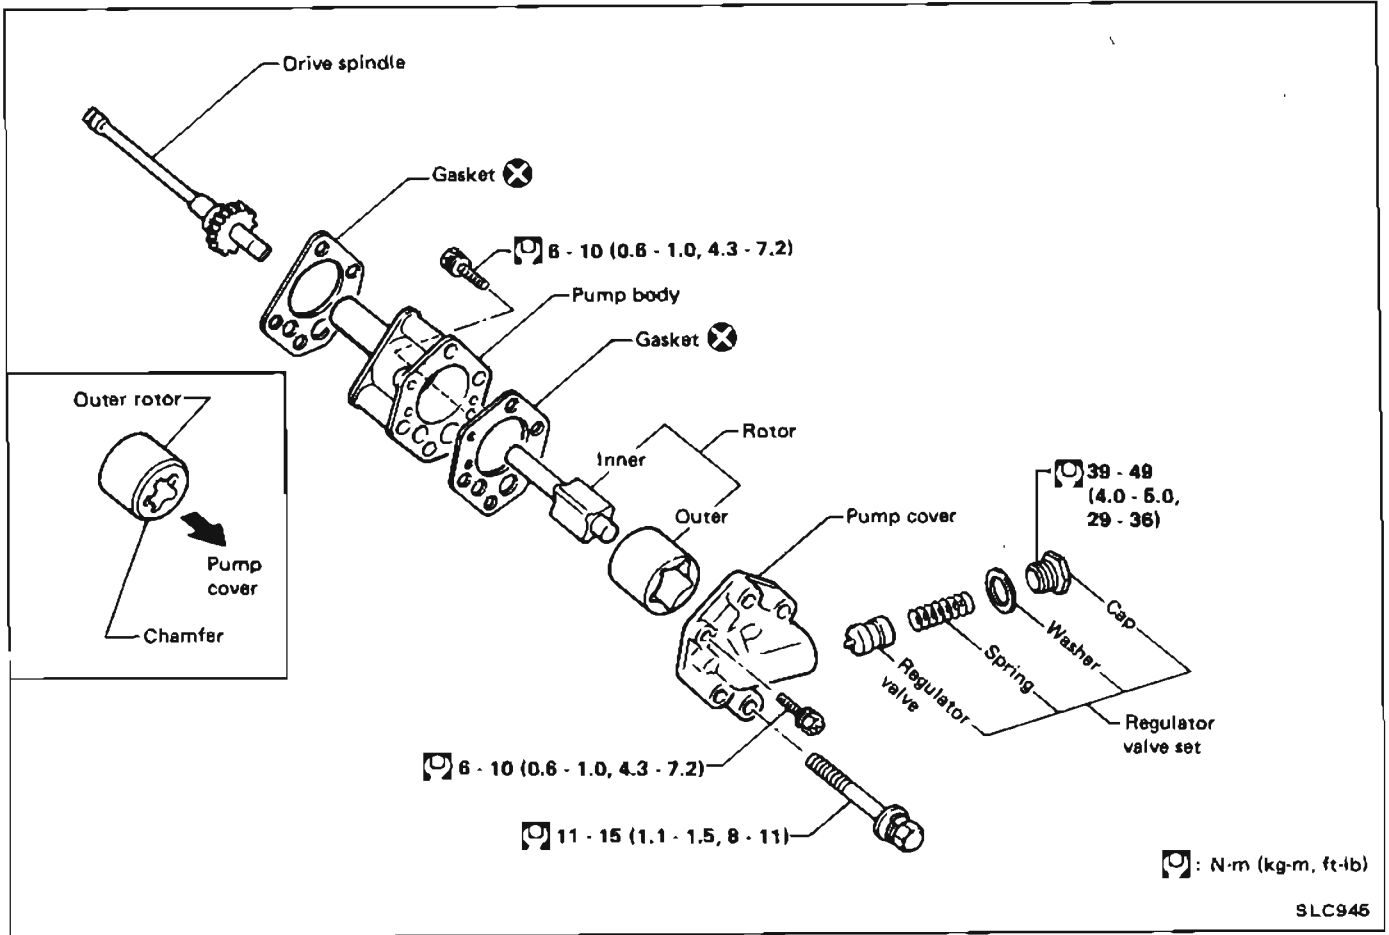 Drive spindle
Gasket
6 - 10 (0.6 - 1.0, 4.3 - 7.2)
Pump body
Gasket
Outer rotor
Rotor
Inner
Outer
Pump cover
39 - 49
(4.0 - 5.0,
29 - 36)
Pump
cover
Chamfer
Cap
Washer
Spring
Regulator
valve
Regulator
valve set
6 - 10 (0.6 - 1.0, 4.3 - 7.2)
11 - 15 (1.1 - 1.5, 8 - 11)
: N·m (kg-m, ft-lb)
SLC945